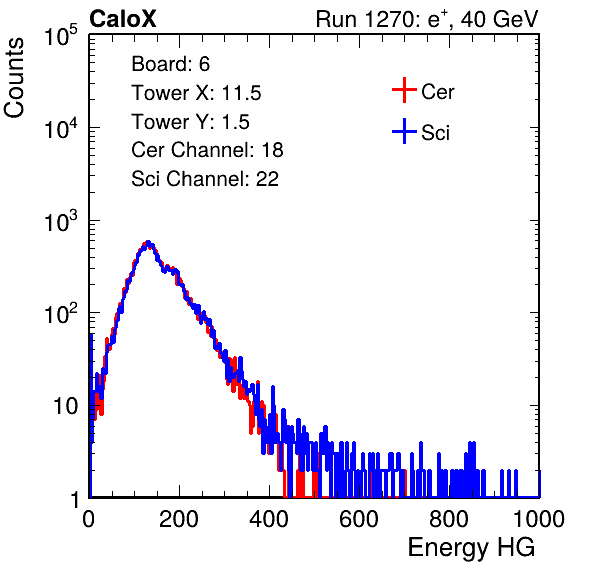 CaloX Run 1270: e⁺, 40 GeV
Counts
Board: 6
Tower X: 11.5
Tower Y: 1.5
Cer Channel: 18
Sci Channel: 22
Cer
Sci
10⁵
10⁴
10³
10²
10
1
0 200 400 600 800 1000
Energy HG